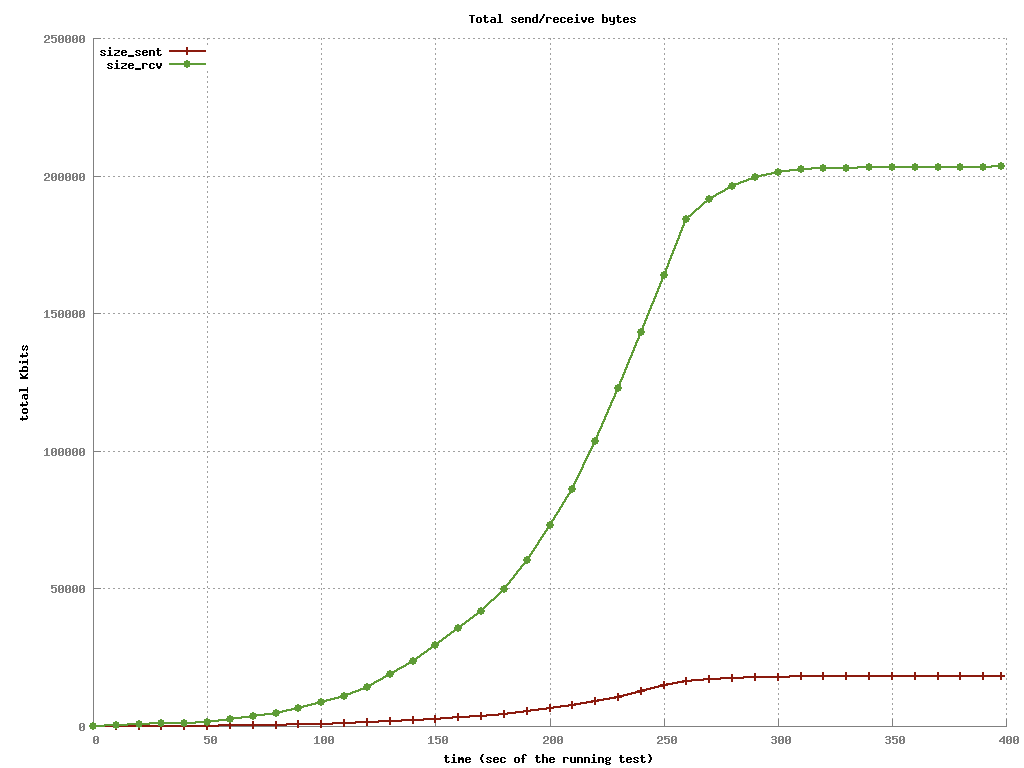 Total send/receive bytes
250000
size_sent
size_rcv
200000
150000
total Kbits
100000
50000
0
0 50 100 150 200 250 300 350 400
time (sec of the running test)